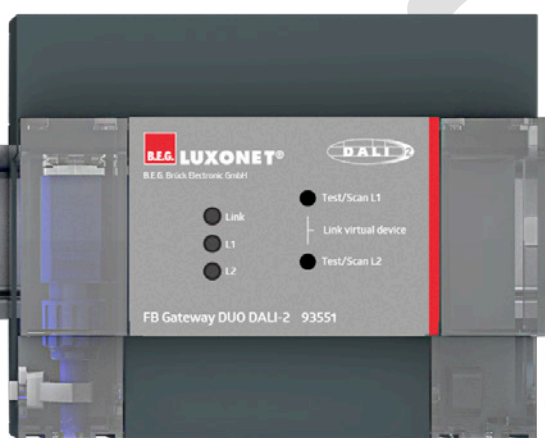 B.E.G. LUXONET®
B.E.G. Brück Electronic GmbH
DALI 2
Link
L1
L2
Test/Scan L1
Link virtual device
Test/Scan L2
FB Gateway DUO DALI-2 93551